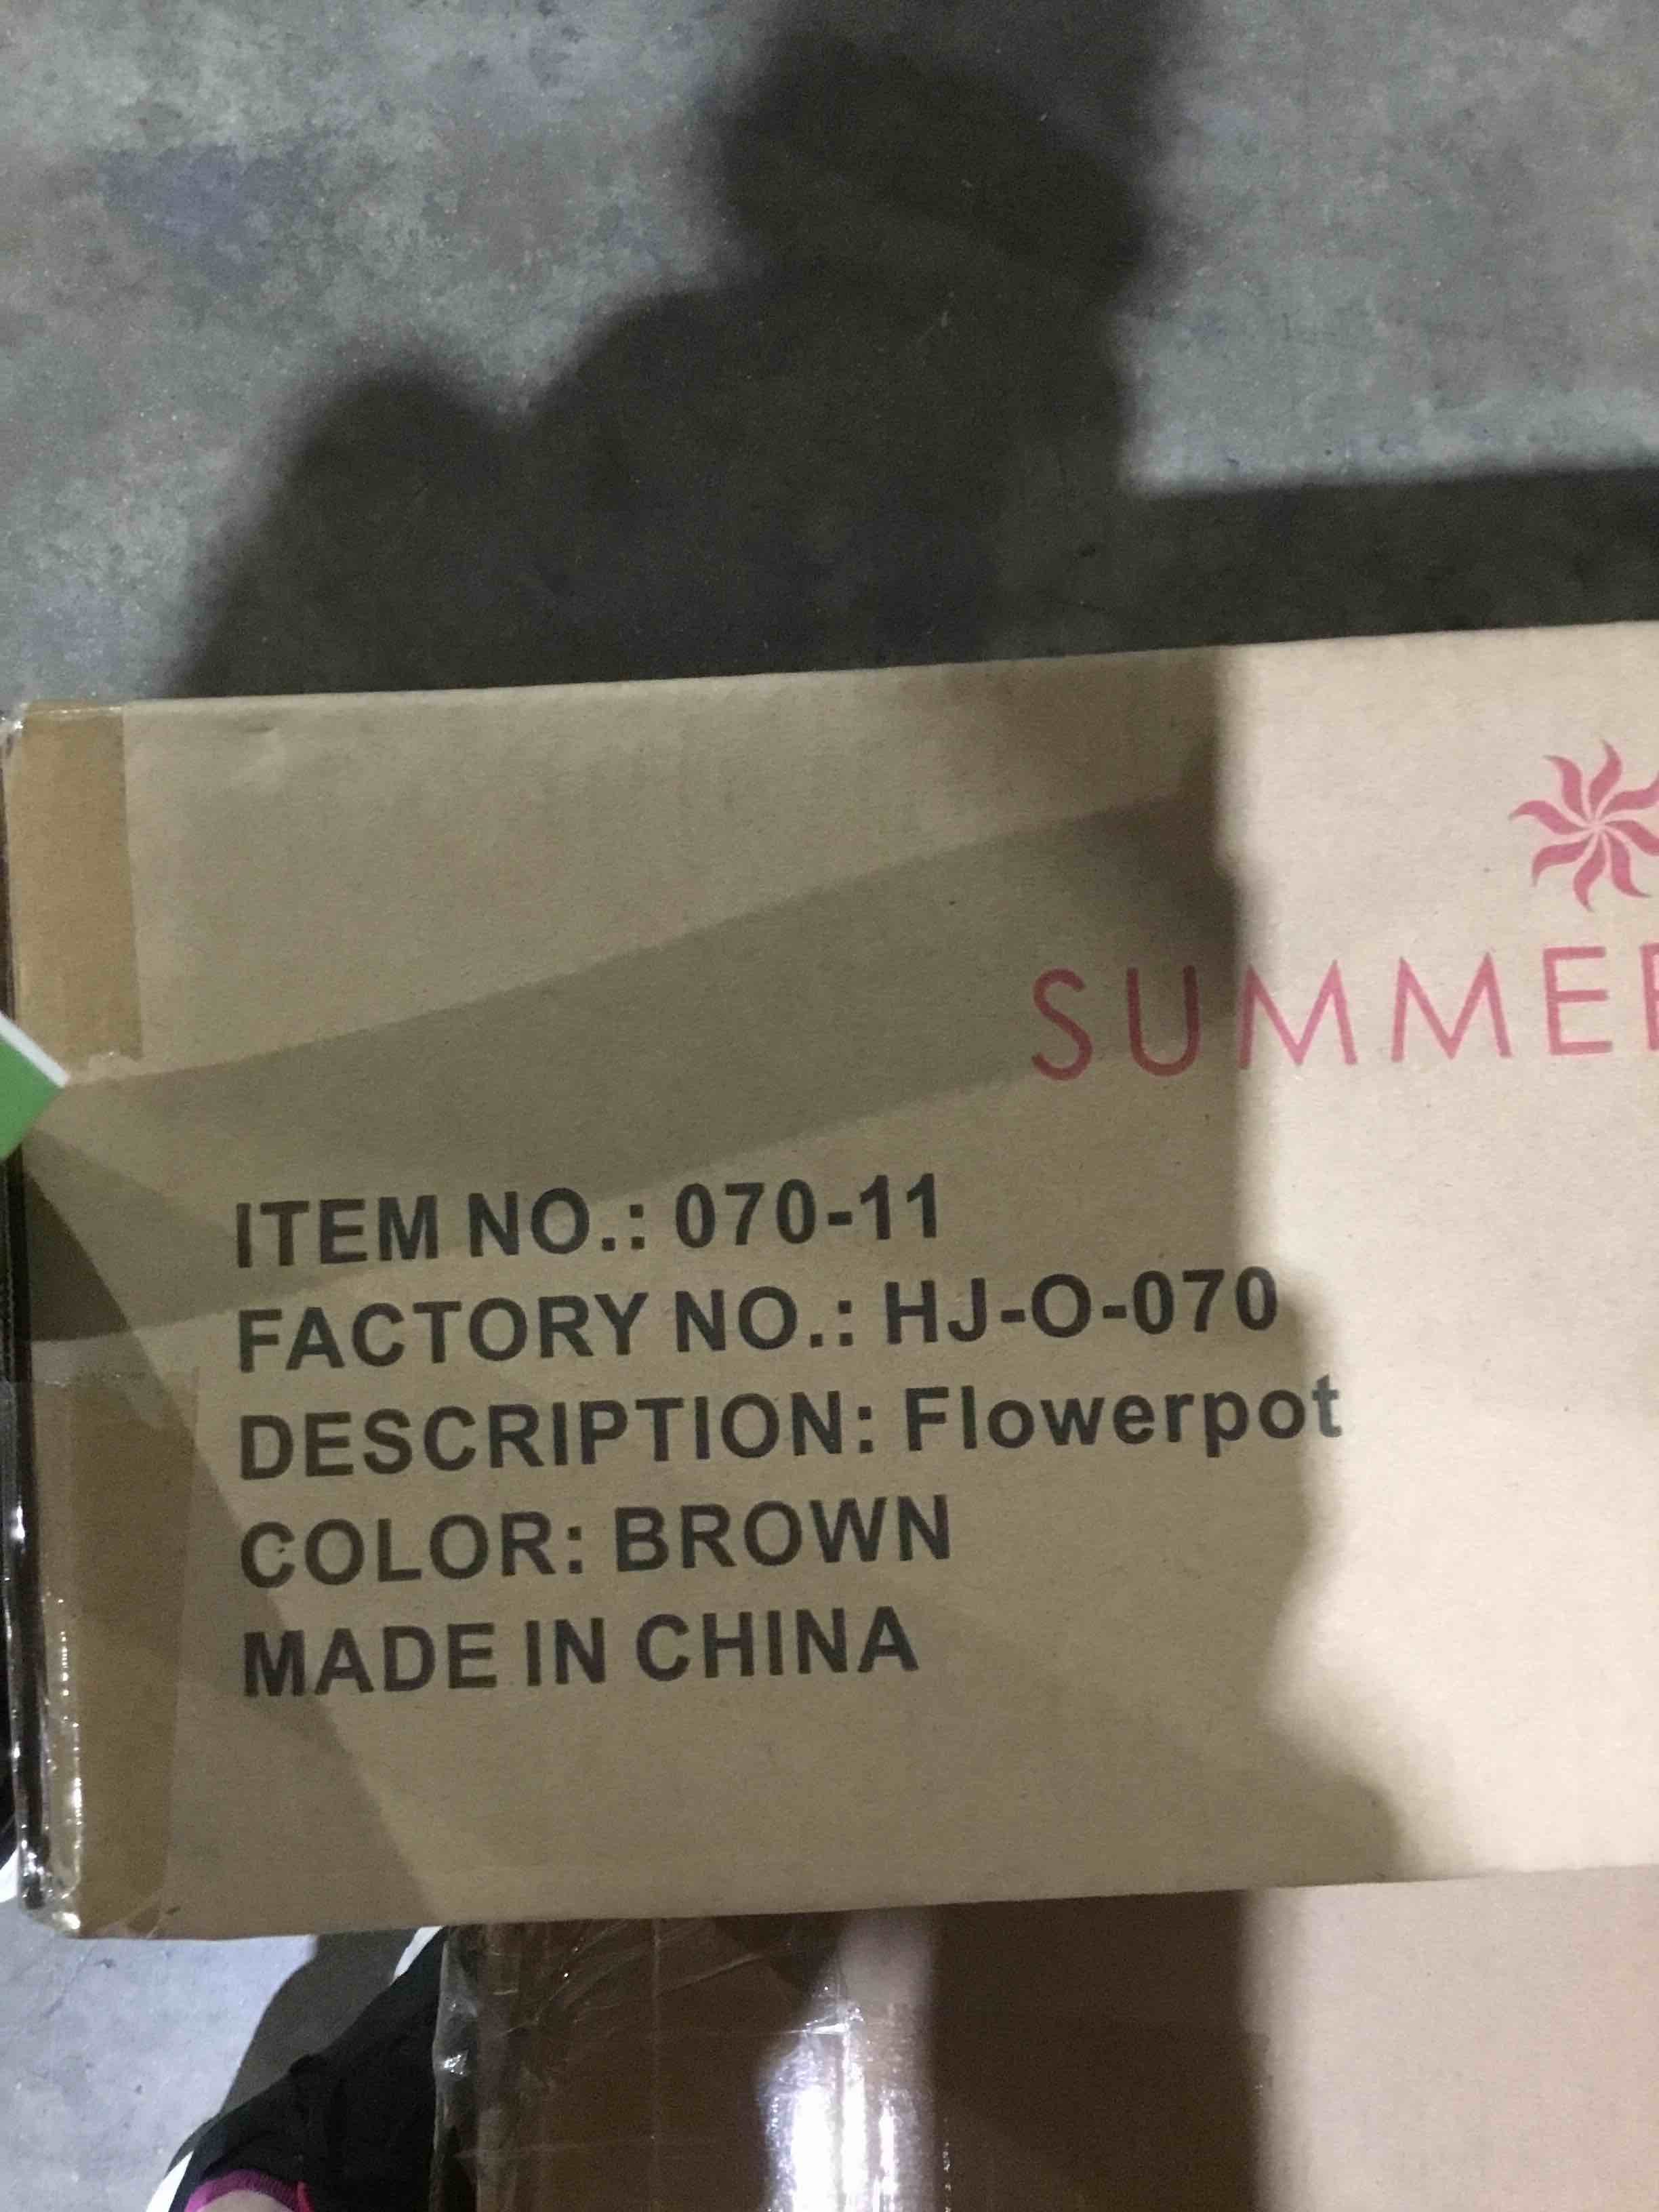 SUMMER
ITEM NO.: 070-11
FACTORY NO.: HJ-O-070
DESCRIPTION: Flowerpot
COLOR: BROWN
MADE IN CHINA